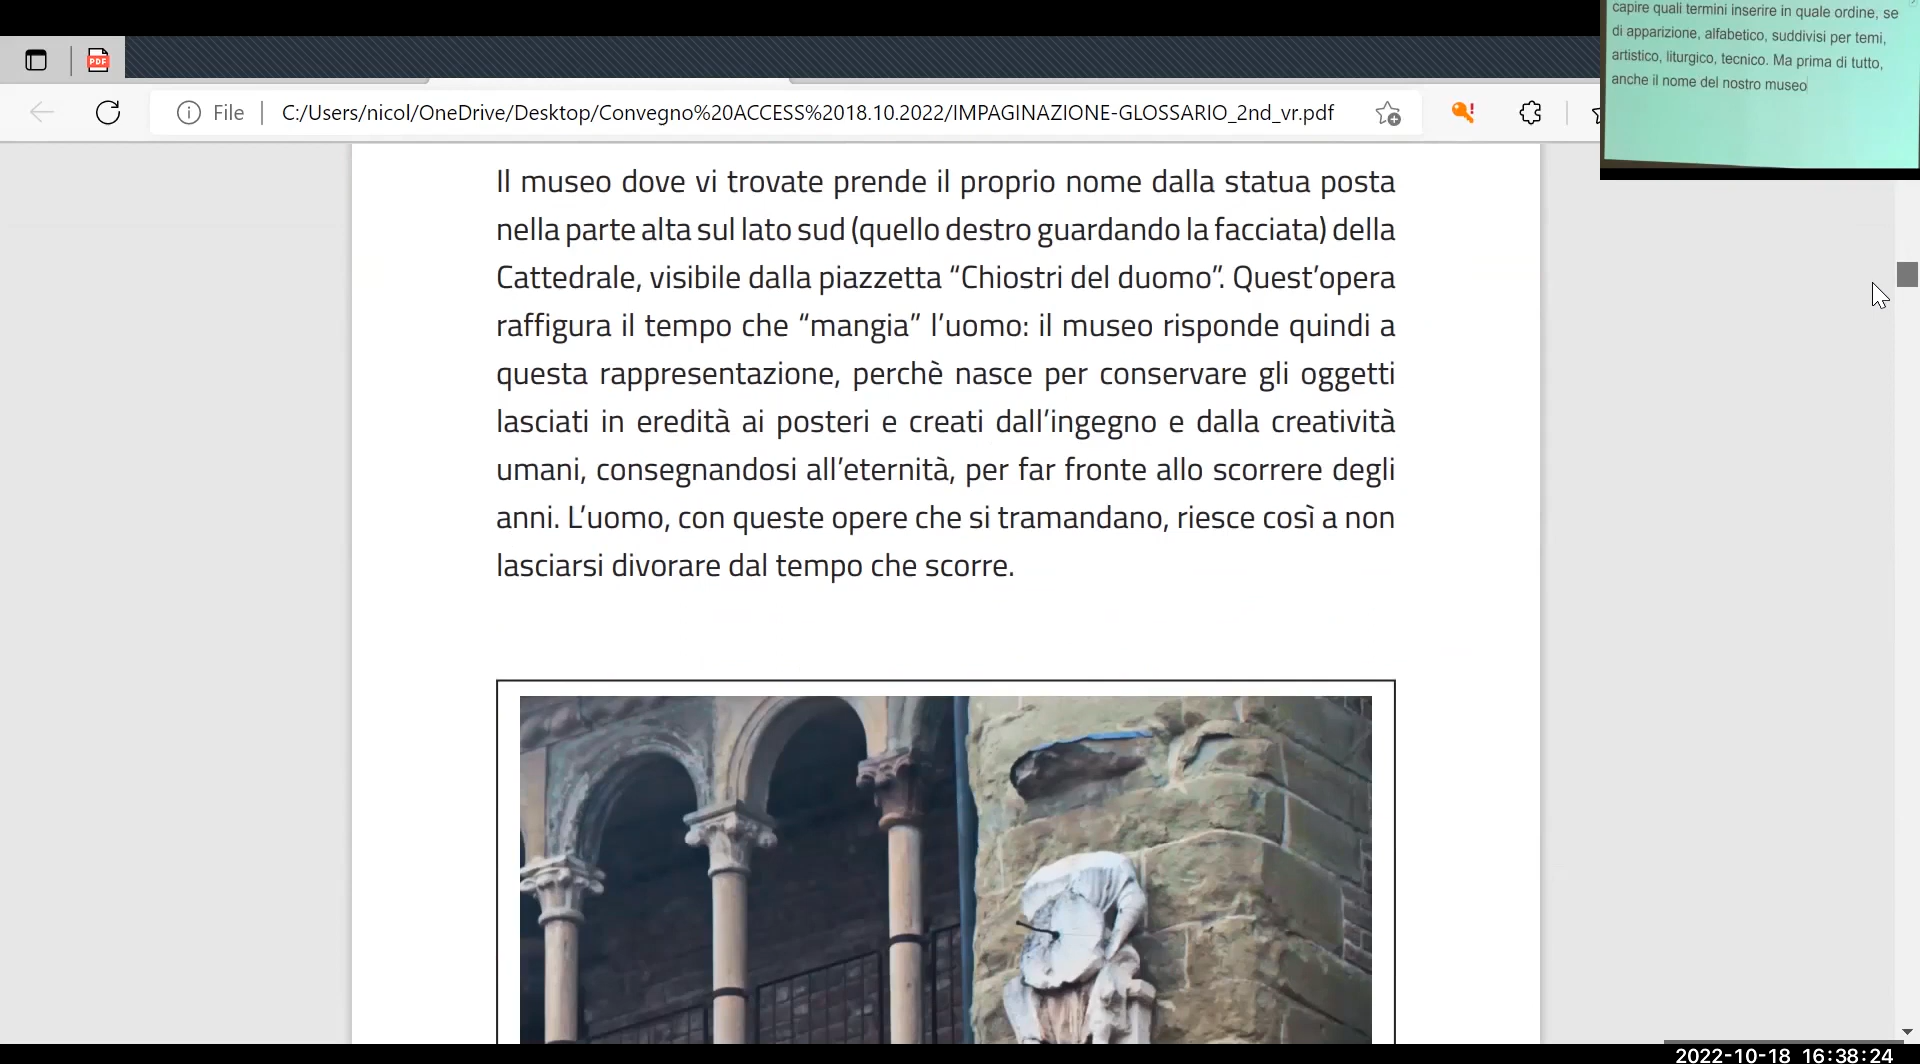 capire quali termini inserire in quale ordine, se
di apparizione, alfabetico, suddivisi per temi,
artistico, liturgico, tecnico. Ma prima di tutto,
anche il nome del nostro museo
PDF
File
C:/Users/nicol/OneDrive/Desktop/Convegno%20ACCESS%2018.10.2022/IMPAGINAZIONE-GLOSSARIO_2nd_vr.pdf
Il museo dove vi trovate prende il proprio nome dalla statua posta
nella parte alta sul lato sud (quello destro guardando la facciata) della
Cattedrale, visibile dalla piazzetta “Chiostri del duomo”. Quest’opera
raffigura il tempo che “mangia” l’uomo: il museo risponde quindi a
questa rappresentazione, perchè nasce per conservare gli oggetti
lasciati in eredità ai posteri e creati dall’ingegno e dalla creatività
umani, consegnandosi all’eternità, per far fronte allo scorrere degli
anni. L’uomo, con queste opere che si tramandano, riesce così a non
lasciarsi divorare dal tempo che scorre.
2022-10-18 16:38:24